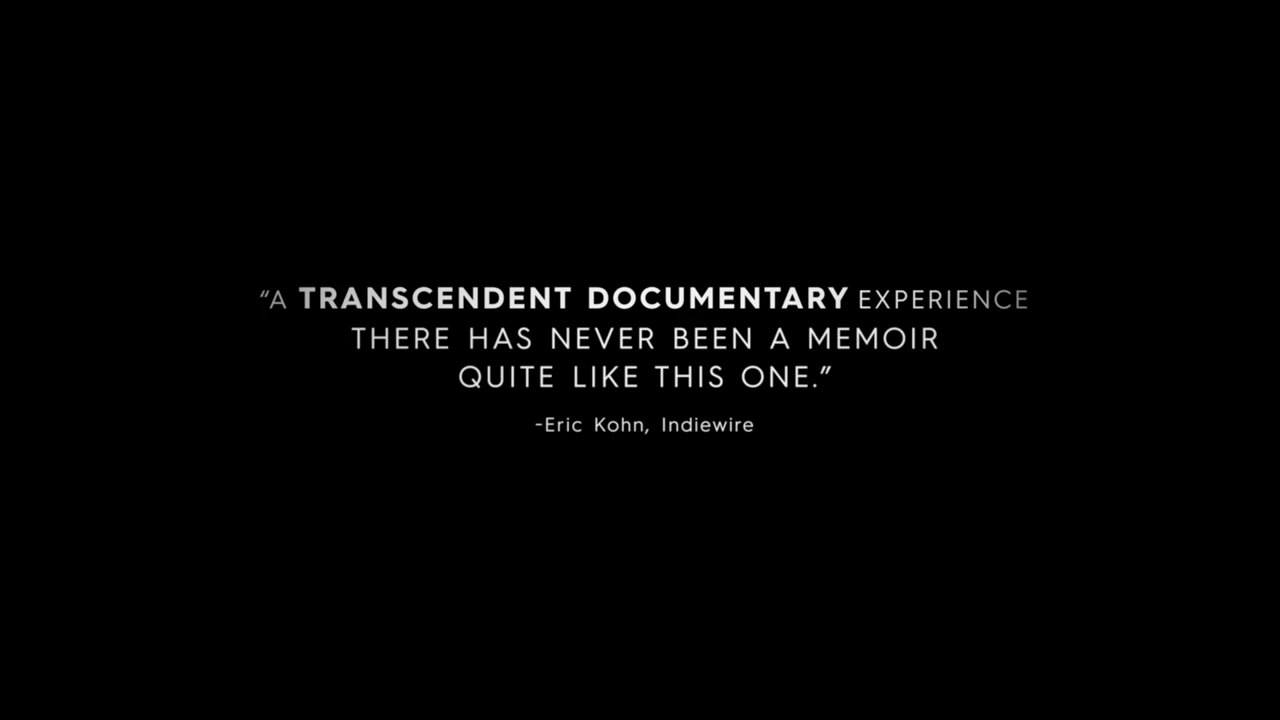 “A TRANSCENDENT DOCUMENTARY EXPERIENCE
THERE HAS NEVER BEEN A MEMOIR
QUITE LIKE THIS ONE.”
-Eric Kohn, Indiewire